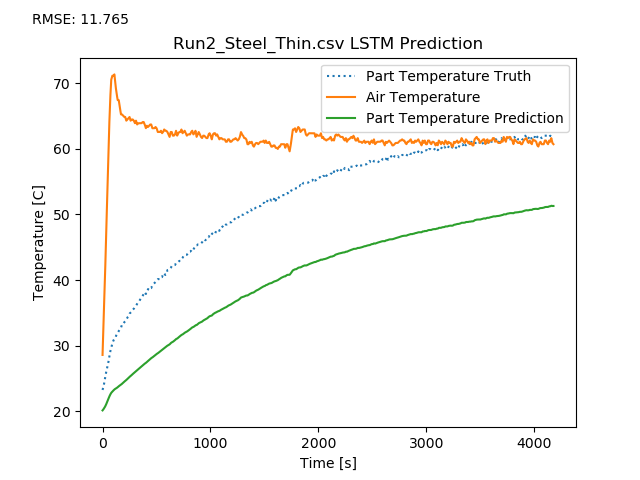 RMSE: 11.765
Run2_Steel_Thin.csv LSTM Prediction
Part Temperature Truth
Air Temperature
Part Temperature Prediction
Temperature [C]
70
60
50
40
30
20
0 1000 2000 3000 4000
Time [s]